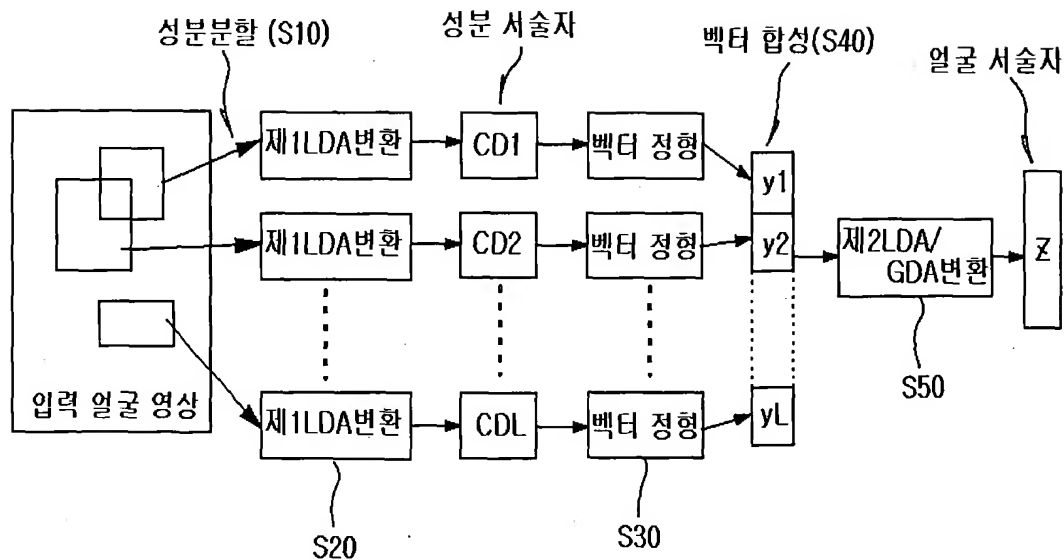 성분분할 (S10)
성분 서술자
벡터 합성(S40)
얼굴 서술자
제1LDA변환
CD1
벡터 정형
y1
제1LDA변환
CD2
벡터 정형
y2
제2LDA/
GDA변환
Z
S50
입력 얼굴 영상
제1LDA변환
CDL
벡터 정형
yL
S20
S30